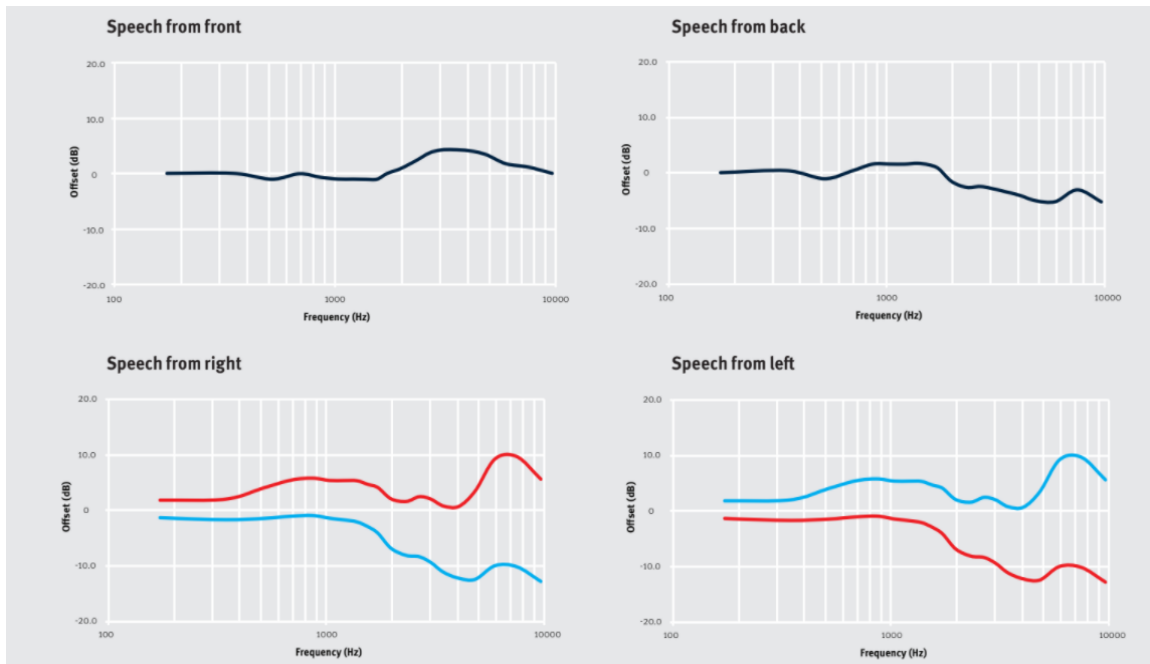 Speech from front
20.0
10.0
0
-10.0
-20.0
Offset (dB)
100
1000
10000
Frequency (Hz)
Speech from back
20.0
10.0
0
-10.0
-20.0
Offset (dB)
100
1000
10000
Frequency (Hz)
Speech from right
20.0
10.0
0
-10.0
-20.0
Offset (dB)
100
1000
10000
Frequency (Hz)
Speech from left
20.0
10.0
0
-10.0
-20.0
Offset (dB)
100
1000
10000
Frequency (Hz)